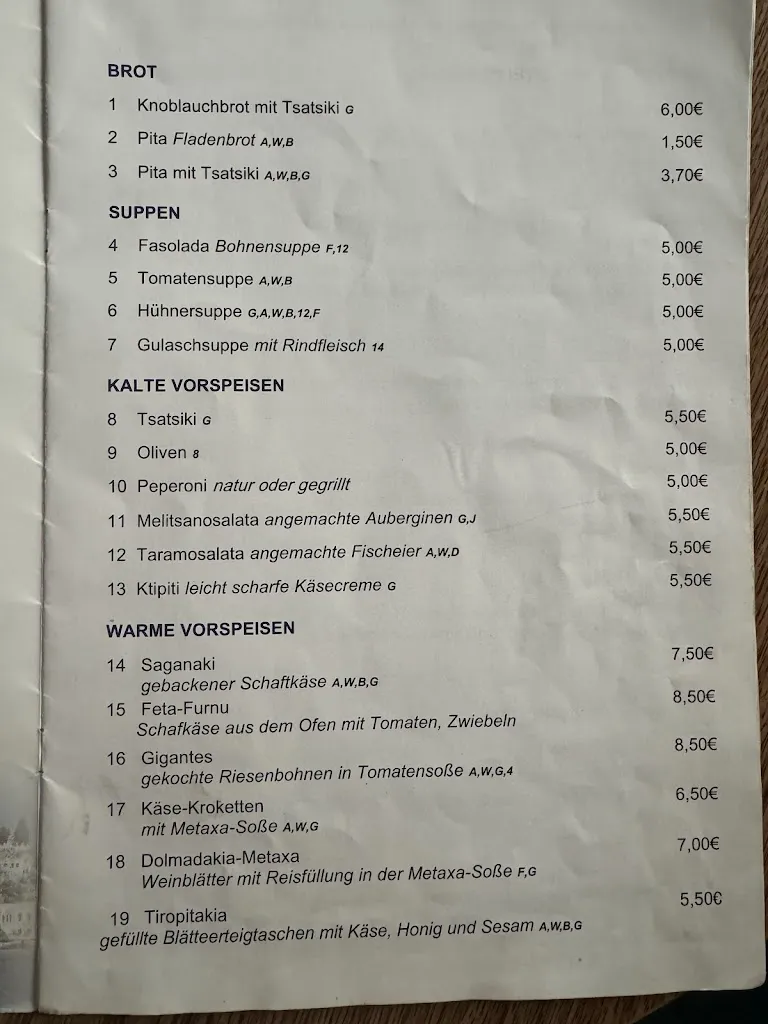 BROT
1 Knoblauchbrot mit Tsatsiki G 6,00€
2 Pita Fladenbrot A,W,B 1,50€
3 Pita mit Tsatsiki A,W,B,G 3,70€
SUPPEN
4 Fasolada Bohnensuppe F,12 5,00€
5 Tomatensuppe A,W,B 5,00€
6 Hühnersuppe G,A,W,B,12,F 5,00€
7 Gulaschsuppe mit Rindfleisch 14 5,00€
KALTE VORSPEISEN
8 Tsatsiki G 5,50€
9 Oliven 8 5,00€
10 Peperoni natur oder gegrillt 5,00€
11 Melitsanosalata angemachte Auberginen G,J 5,50€
12 Taramosalata angemachte Fischeier A,W,D 5,50€
13 Ktipiti leicht scharfe Käsecreme G 5,50€
WARME VORSPEISEN
14 Saganaki 7,50€
gebackener Schaftkäse A,W,B,G
15 Feta-Furnu 8,50€
Schafkäse aus dem Ofen mit Tomaten, Zwiebeln
16 Gigantes 8,50€
gekochte Riesenbohnen in Tomatensoße A,W,G,4
17 Käse-Kroketten 6,50€
mit Metaxa-Soße A,W,G
18 Dolmadakia-Metaxa 7,00€
Weinblätter mit Reisfüllung in der Metaxa-Soße F,G
19 Tiropitakia 5,50€
gefüllte Blätteerteigtaschen mit Käse, Honig und Sesam A,W,B,G